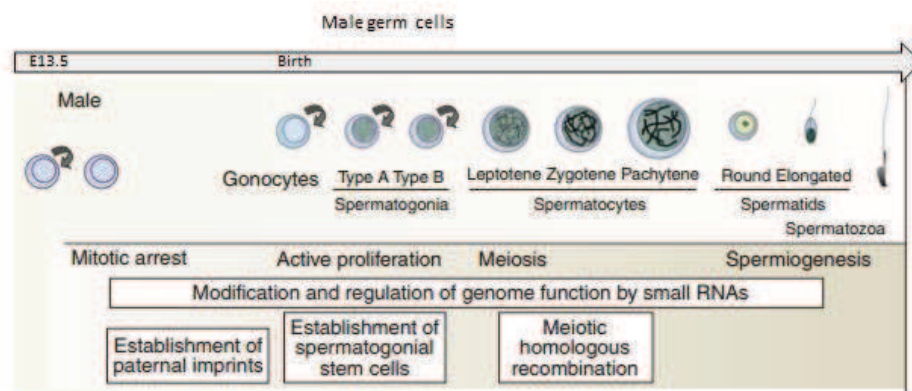 Male germ cells
E13.5 Birth
Male
Gonocytes
Type A Type B
Spermatogonia
Leptotene Zygotene Pachytene
Spermatocytes
Round Elongated
Spermatids
Spermatozoa
Mitotic arrest Active proliferation Meiosis Spermiogenesis
Modification and regulation of genome function by small RNAs
Establishment of
paternal imprints
Establishment of
spermatogonial
stem cells
Meiotic
homologous
recombination